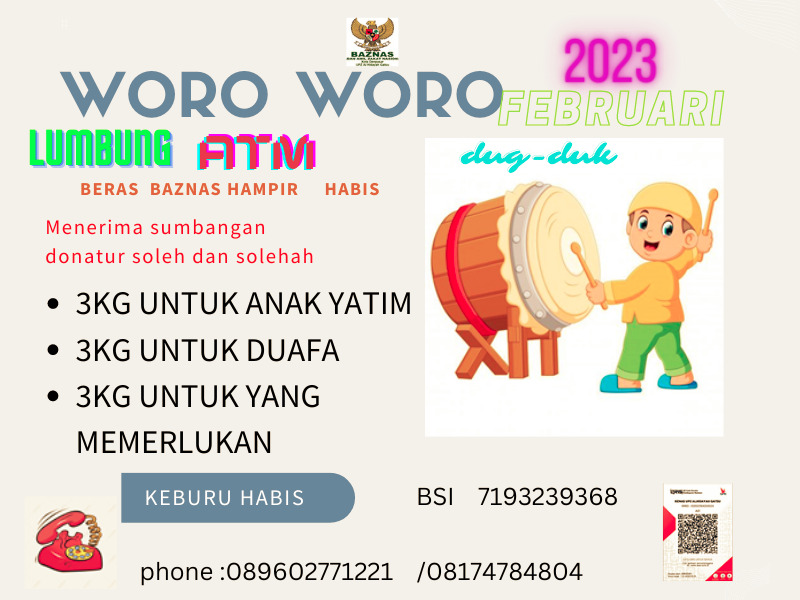 BAZNAS
2023
WORO WORO
FEBRUARI
LUMBUNG ATM
dug-duk
BERAS BAZNAS HAMPIR HABIS
Menerima sumbangan
donatur soleh dan solehah
• 3KG UNTUK ANAK YATIM
• 3KG UNTUK DUAFA
• 3KG UNTUK YANG
MEMERLUKAN
KEBURU HABIS
BSI 7193239368
phone :089602771221 /08174784804